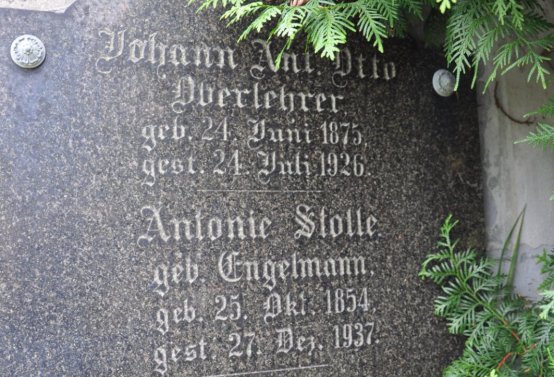 Johann Ant. Otto
Oberlehrer
geb. 24. Juni 1875,
gest. 24. Juli 1926.
Antonie Stolle,
geb. Engelmann,
geb. 25. Okt. 1854,
gest. 27. Dez. 1937.